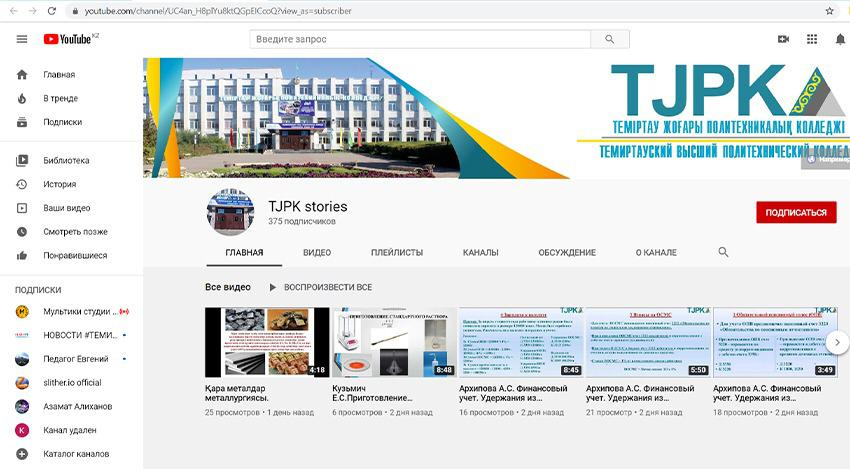 youtube.com/channel/UC4an_H8plYu8ktQGpEICcoQ?view_as=subscriber
YouTube KZ
Введите запрос
Главная
В тренде
Подписки
Библиотека
История
Ваши видео
Смотреть позже
Понравившиеся
ПОДПИСКИ
Мультики студии ...
НОВОСТИ #ТЕМИ...
Педагог Евгений
slither.io official
Азамат Алиханов
Канал удален
Каталог каналов
TJPK
ТЕМІРТАУ ЖОҒАРЫ ПОЛИТЕХНИКАЛЫҚ КОЛЛЕДЖІ
ТЕМИРТАУСКИЙ ВЫСШИЙ ПОЛИТЕХНИЧЕСКИЙ КОЛЛЕД
TJPK stories
375 подписчиков
ПОДПИСАТЬСЯ
ГЛАВНАЯ ВИДЕО ПЛЕЙЛИСТЫ КАНАЛЫ ОБСУЖДЕНИЕ О КАНАЛЕ
Все видео ВОСПРОИЗВЕСТИ ВСЕ
ПРИГОТОВЛЕНИЕ СТАНДАРТНОГО РАСТВОРА
4:18
8:48
8:45
5:50
3:49
Қара металдар
металлургиясы.
25 просмотров • 1 день назад
Кузьмич
Е.С.Приготовление...
6 просмотров • 2 дня назад
Архипова А.С. Финансовый
учет. Удержания из...
16 просмотров • 2 дня назад
Архипова А.С. Финансовый
учет. Удержания из...
21 просмотр • 2 дня назад
Архипова А.С. Финансовый
учет. Удержания из...
18 просмотров • 2 дня назад